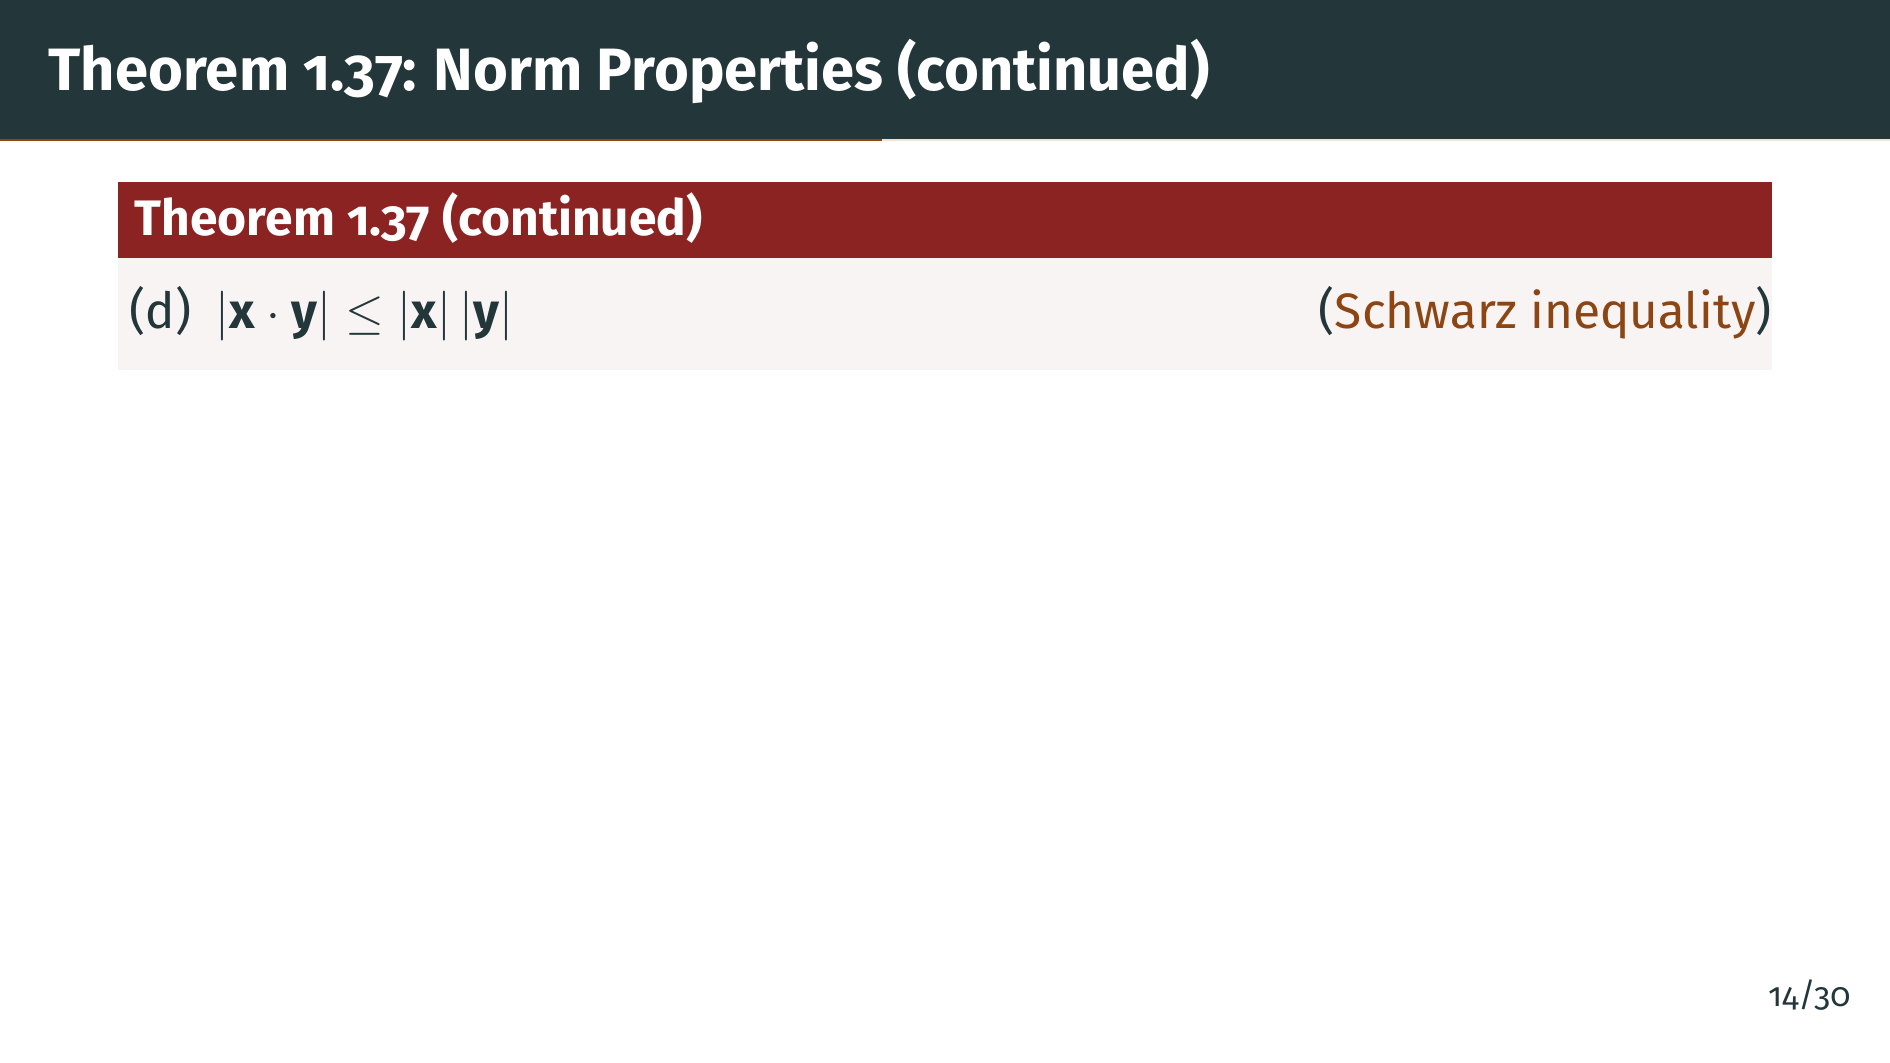 Theorem 1.37: Norm Properties (continued)
Theorem 1.37 (continued)
(d) |x · y| ≤ |x| |y| (Schwarz inequality)
14/30